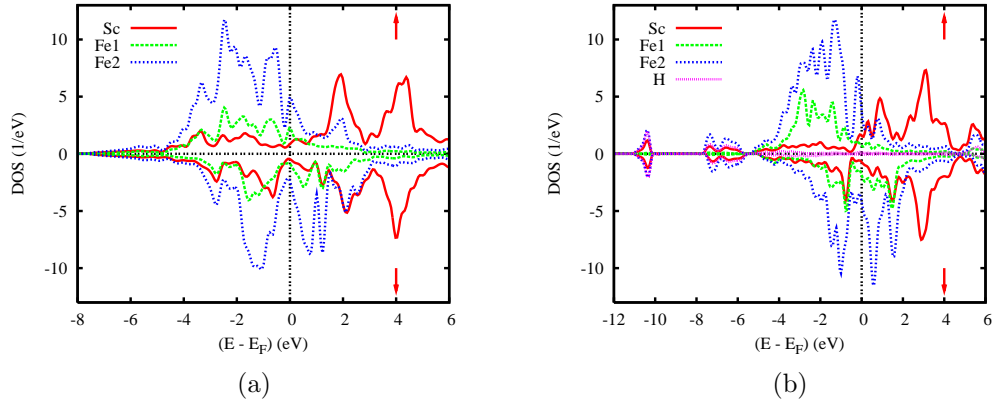 Sc
Fe1
Fe2
DOS (1/eV)
10
5
0
-5
-10
-8 -6 -4 -2 0 2 4 6
(E - E_F) (eV)
(a)
Sc
Fe1
Fe2
H
DOS (1/eV)
10
5
0
-5
-10
-12 -10 -8 -6 -4 -2 0 2 4 6
(E - E_F) (eV)
(b)